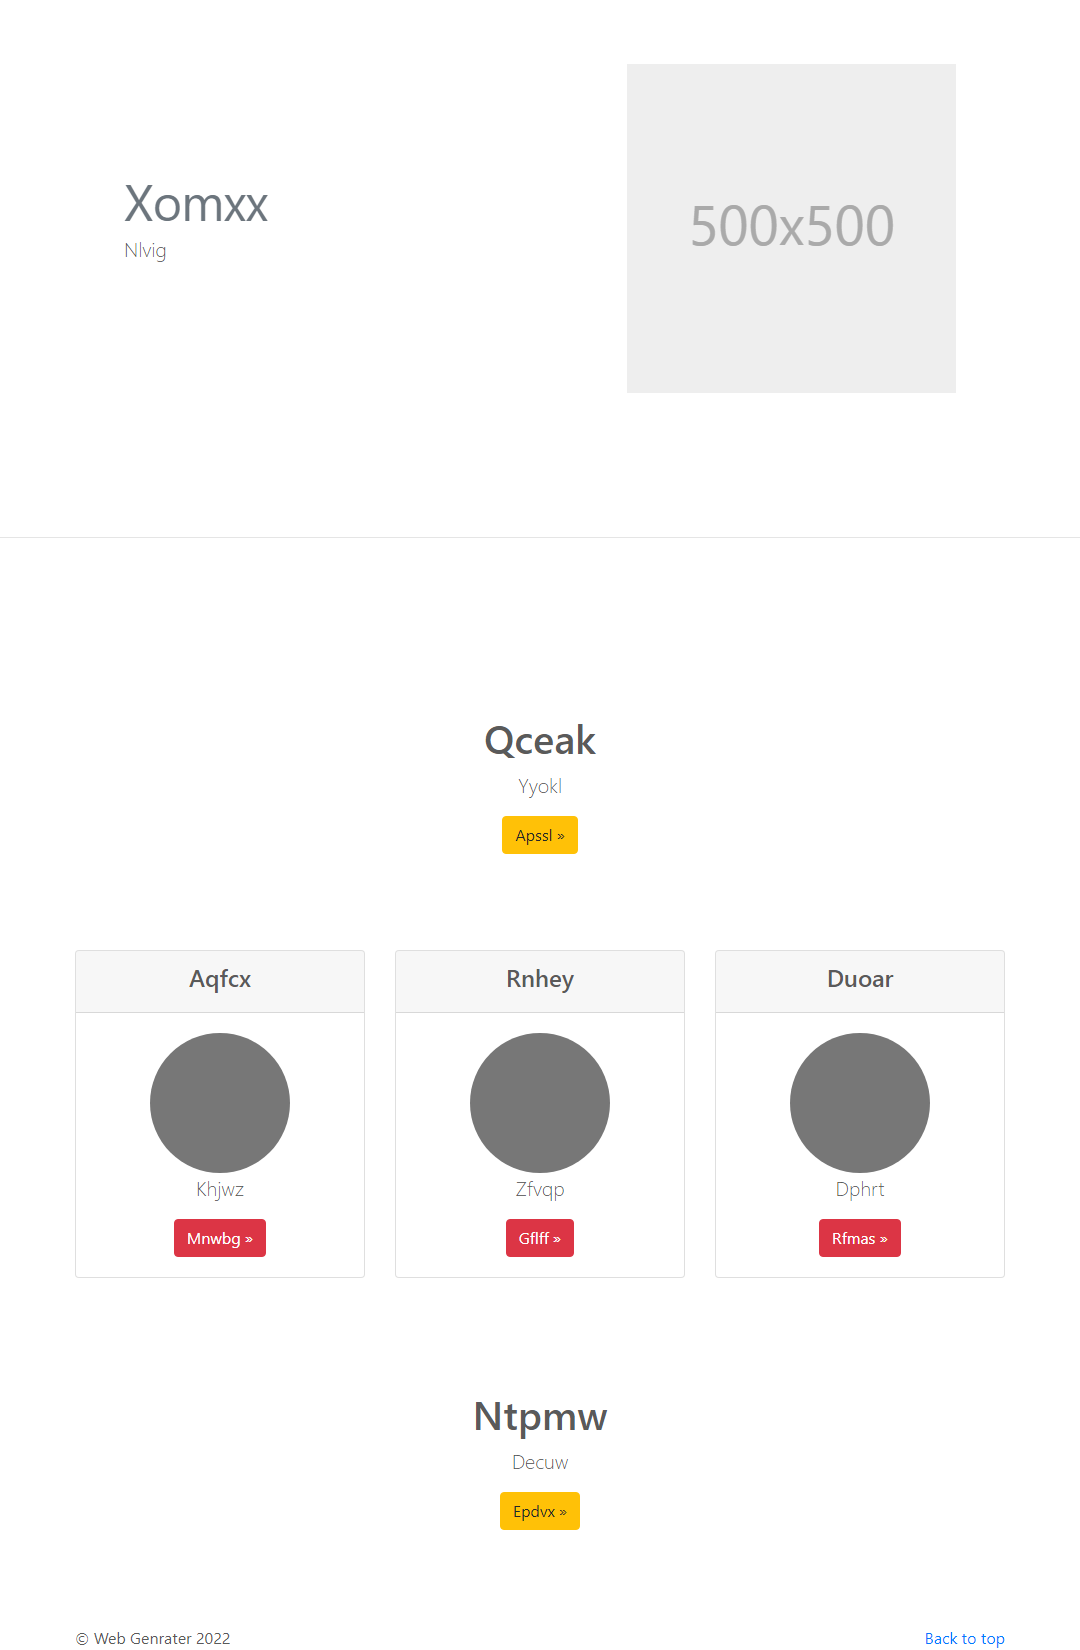 Xomxx
Nlvig
500x500
Qceak
Yyokl
Apssl »
Aqfcx
Rnhey
Duoar
Khjwz
Zfvqp
Dphrt
Mnwbg »
Gflff »
Rfmas »
Ntpmw
Decuw
Epdvx »
© Web Genrater 2022
Back to top